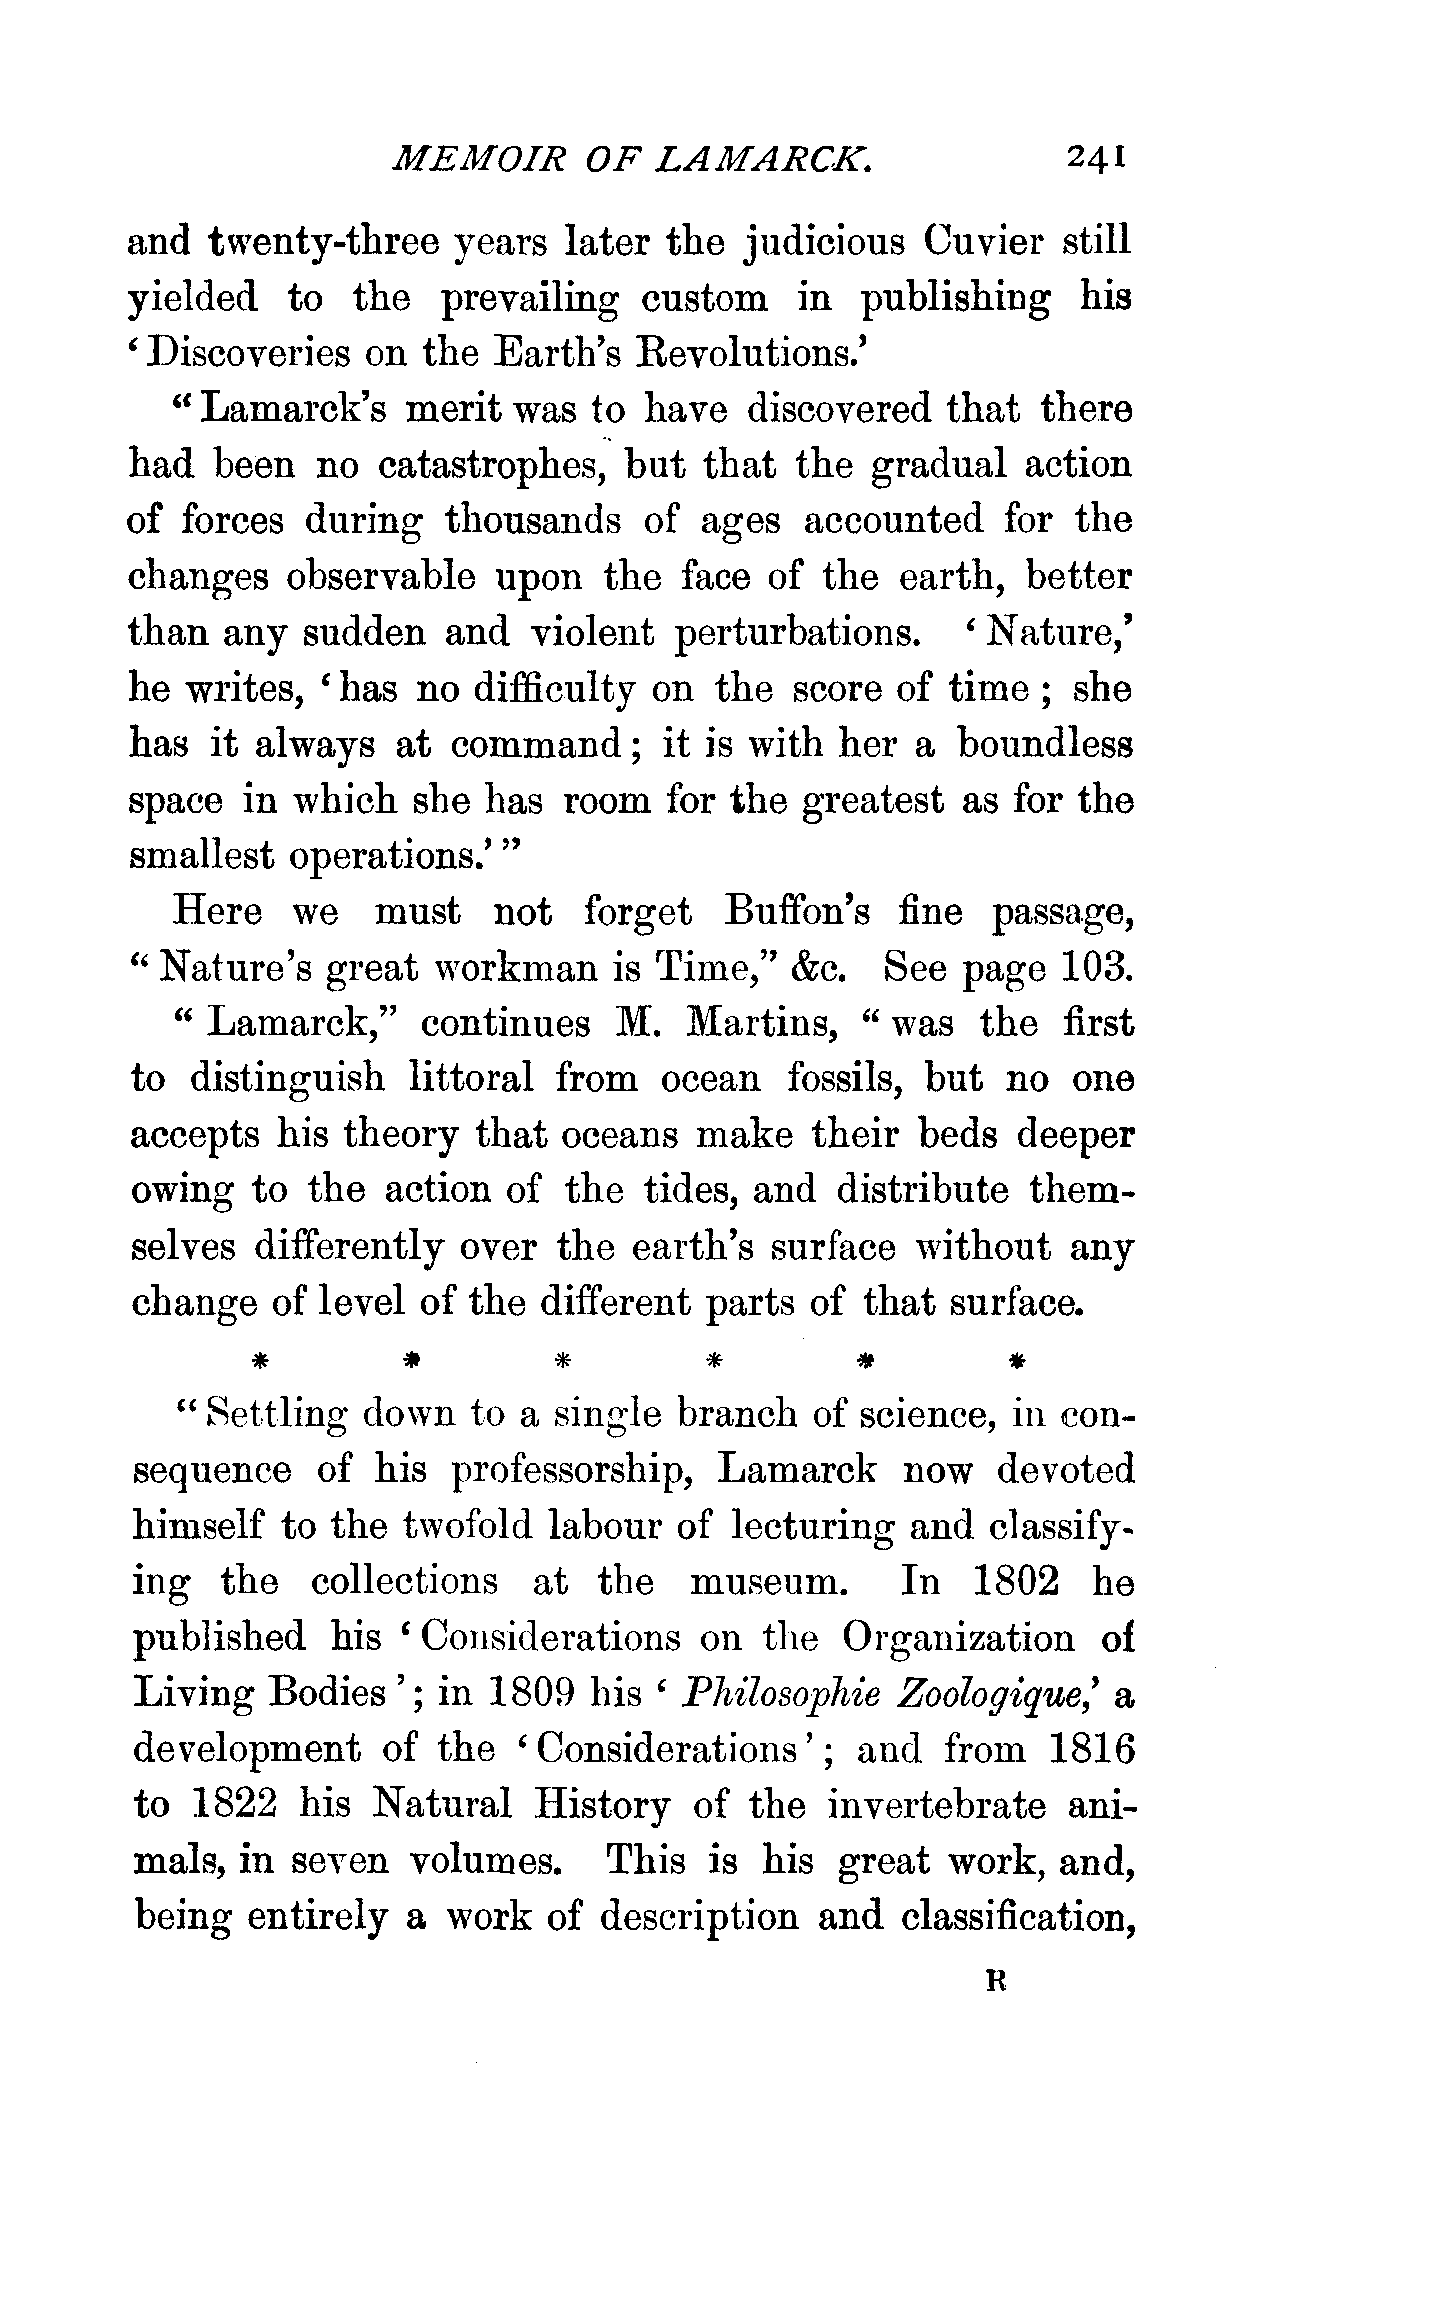 MEMOIR OF LAMARCK. 241
and twenty-three years later the judicious Cuvier still
yielded to the prevailing custom in publishing his
‘Discoveries on the Earth’s Revolutions.’
“Lamarck’s merit was to have discovered that there
had been no catastrophes, but that the gradual action
of forces during thousands of ages accounted for the
changes observable upon the face of the earth, better
than any sudden and violent perturbations. ‘Nature,’
he writes, ‘has no difficulty on the score of time; she
has it always at command; it is with her a boundless
space in which she has room for the greatest as for the
smallest operations.’”
Here we must not forget Buffon’s fine passage,
“Nature’s great workman is Time,” &c. See page 103.
“Lamarck,” continues M. Martins, “was the first
to distinguish littoral from ocean fossils, but no one
accepts his theory that oceans make their beds deeper
owing to the action of the tides, and distribute them-
selves differently over the earth’s surface without any
change of level of the different parts of that surface.
* * * * * *
“Settling down to a single branch of science, in con-
sequence of his professorship, Lamarck now devoted
himself to the twofold labour of lecturing and classify-
ing the collections at the museum. In 1802 he
published his ‘Considerations on the Organization of
Living Bodies’; in 1809 his ‘Philosophie Zoologique,’ a
development of the ‘Considerations’; and from 1816
to 1822 his Natural History of the invertebrate ani-
mals, in seven volumes. This is his great work, and,
being entirely a work of description and classification,
R